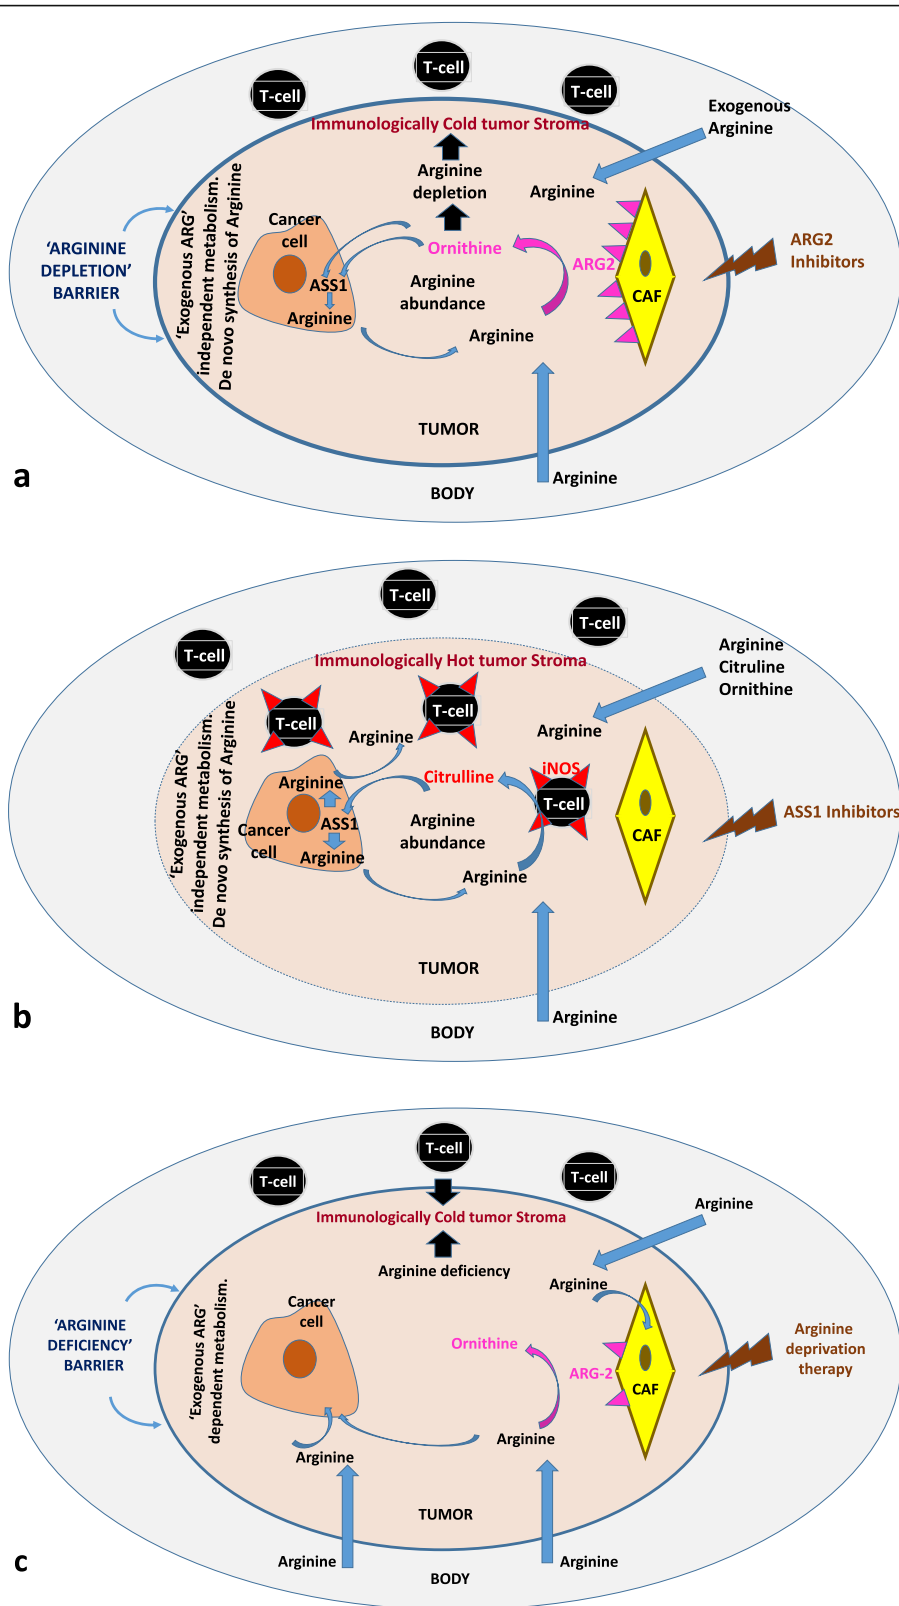 T-cell
T-cell
T-cell
Exogenous
Arginine
Immunologically Cold tumor Stroma
Arginine
depletion
Arginine
'Exogenous ARG'
independent metabolism.
De novo synthesis of Arginine
'ARGININE
DEPLETION'
BARRIER
Cancer
cell
ASS1
Arginine
Ornithine
Arginine
abundance
Arginine
ARG2
CAF
ARG2
Inhibitors
TUMOR
Arginine
BODY
a
T-cell
T-cell
T-cell
Arginine
Citruline
Ornithine
Immunologically Hot tumor Stroma
T-cell
T-cell
Arginine
Arginine
'Exogenous ARG'
independent metabolism.
De novo synthesis of Arginine
Arginine
ASS1
Cancer
cell
Arginine
Citrulline
iNOS
T-cell
Arginine
abundance
Arginine
CAF
ASS1 Inhibitors
TUMOR
Arginine
BODY
b
T-cell
T-cell
T-cell
Arginine
Immunologically Cold tumor Stroma
Arginine deficiency
Arginine
'Exogenous ARG'
dependent metabolism.
'ARGININE
DEFICIENCY'
BARRIER
Cancer
cell
Ornithine
ARG-2
CAF
Arginine
deprivation
therapy
Arginine
Arginine
TUMOR
Arginine
Arginine
BODY
c